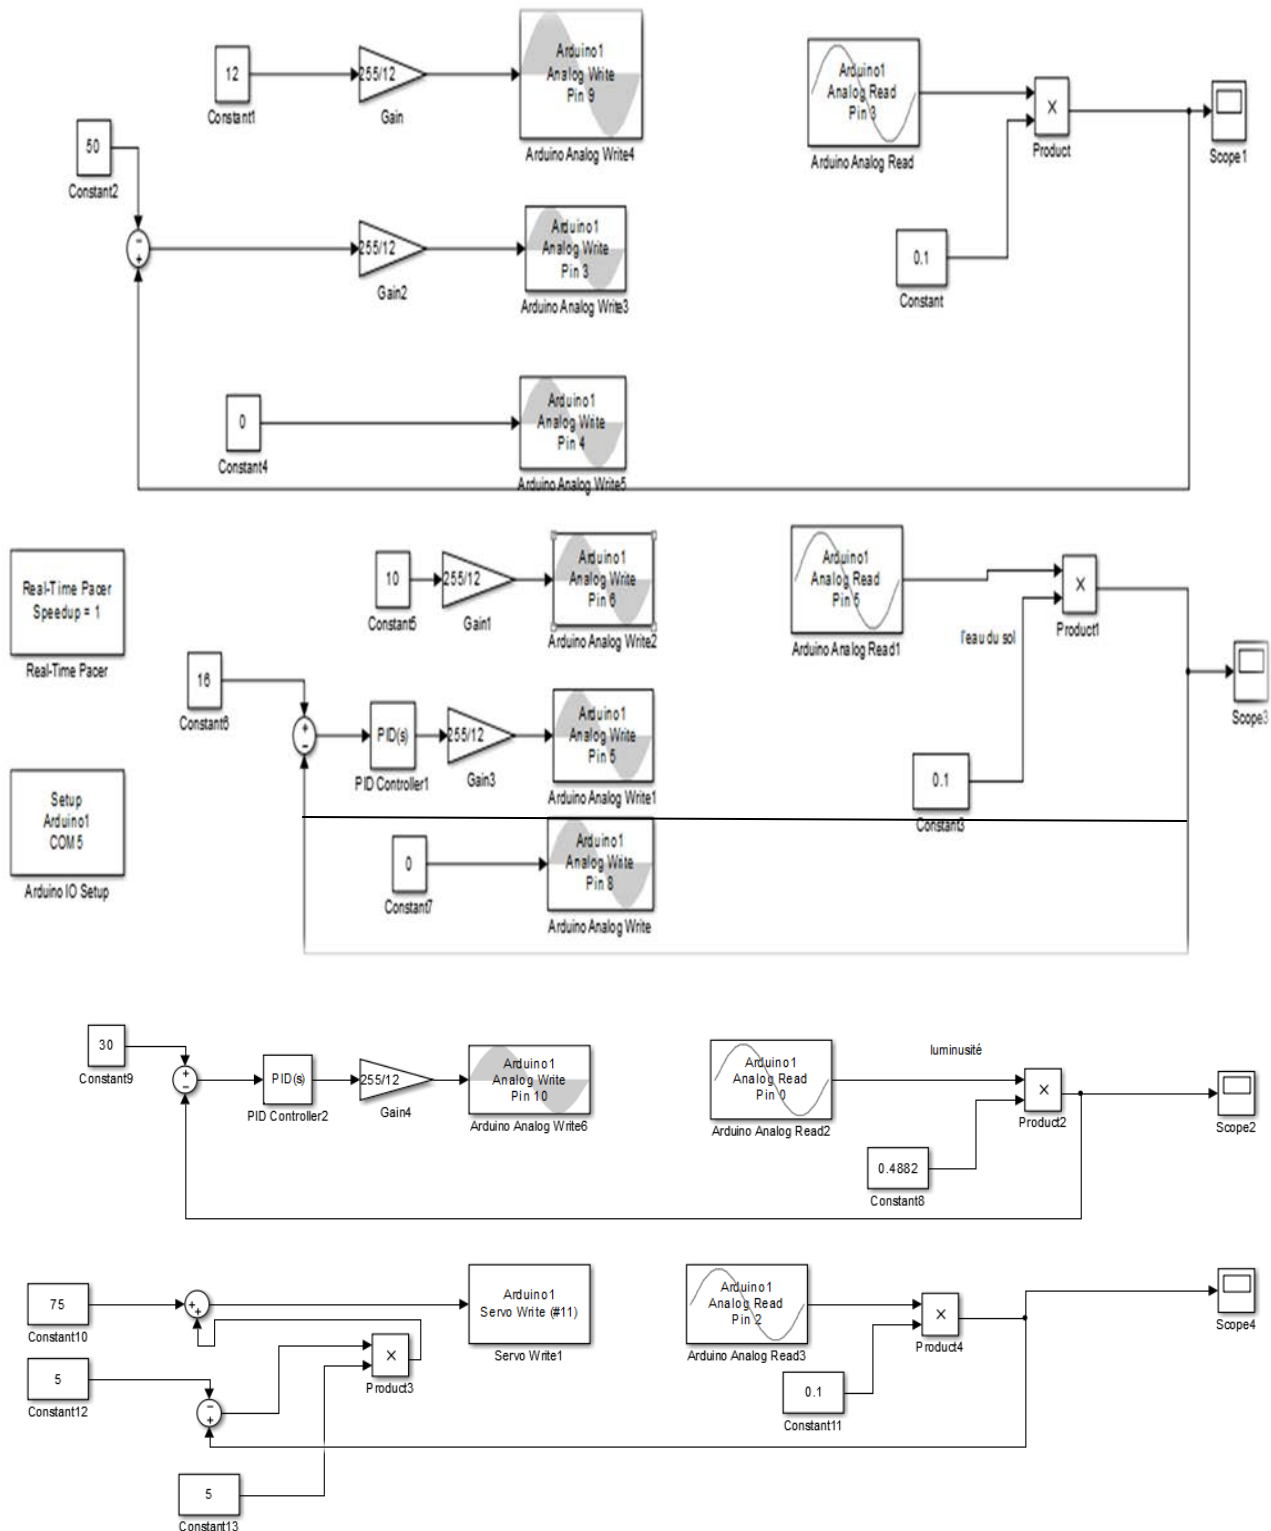 12
Constant1
255/12
Gain
Arduino1
Analog Write
Pin 9
Arduino Analog Write4
Arduino1
Analog Read
Pin 3
Arduino Analog Read
X
Product
Scope1
50
Constant2
255/12
Gain2
Arduino1
Analog Write
Pin 3
Arduino Analog Write3
0.1
Constant
0
Constant4
Arduino1
Analog Write
Pin 4
Arduino Analog Write5
Real-Time Pacer
Speedup = 1
Real-Time Pacer
10
Constant5
255/12
Gain1
Arduino1
Analog Write
Pin 6
Arduino Analog Write2
Arduino1
Analog Read
Pin 5
Arduino Analog Read1
l'eau du sol
X
Product1
Scope3
16
Constant6
PID(s)
PID Controller1
255/12
Gain3
Arduino1
Analog Write
Pin 5
Arduino Analog Write1
0.1
Constant3
Setup
Arduino1
COM5
Arduino IO Setup
0
Constant7
Arduino1
Analog Write
Pin 8
Arduino Analog Write
30
Constant9
PID(s)
PID Controller2
255/12
Gain4
Arduino1
Analog Write
Pin 10
Arduino Analog Write6
Arduino1
Analog Read
Pin 0
Arduino Analog Read2
luminusité
X
Product2
Scope2
0.4882
Constant8
75
Constant10
Arduino1
Servo Write (#11)
Servo Write1
Arduino1
Analog Read
Pin 2
Arduino Analog Read3
X
Product4
Scope4
5
Constant12
X
Product3
0.1
Constant11
5
Constant13